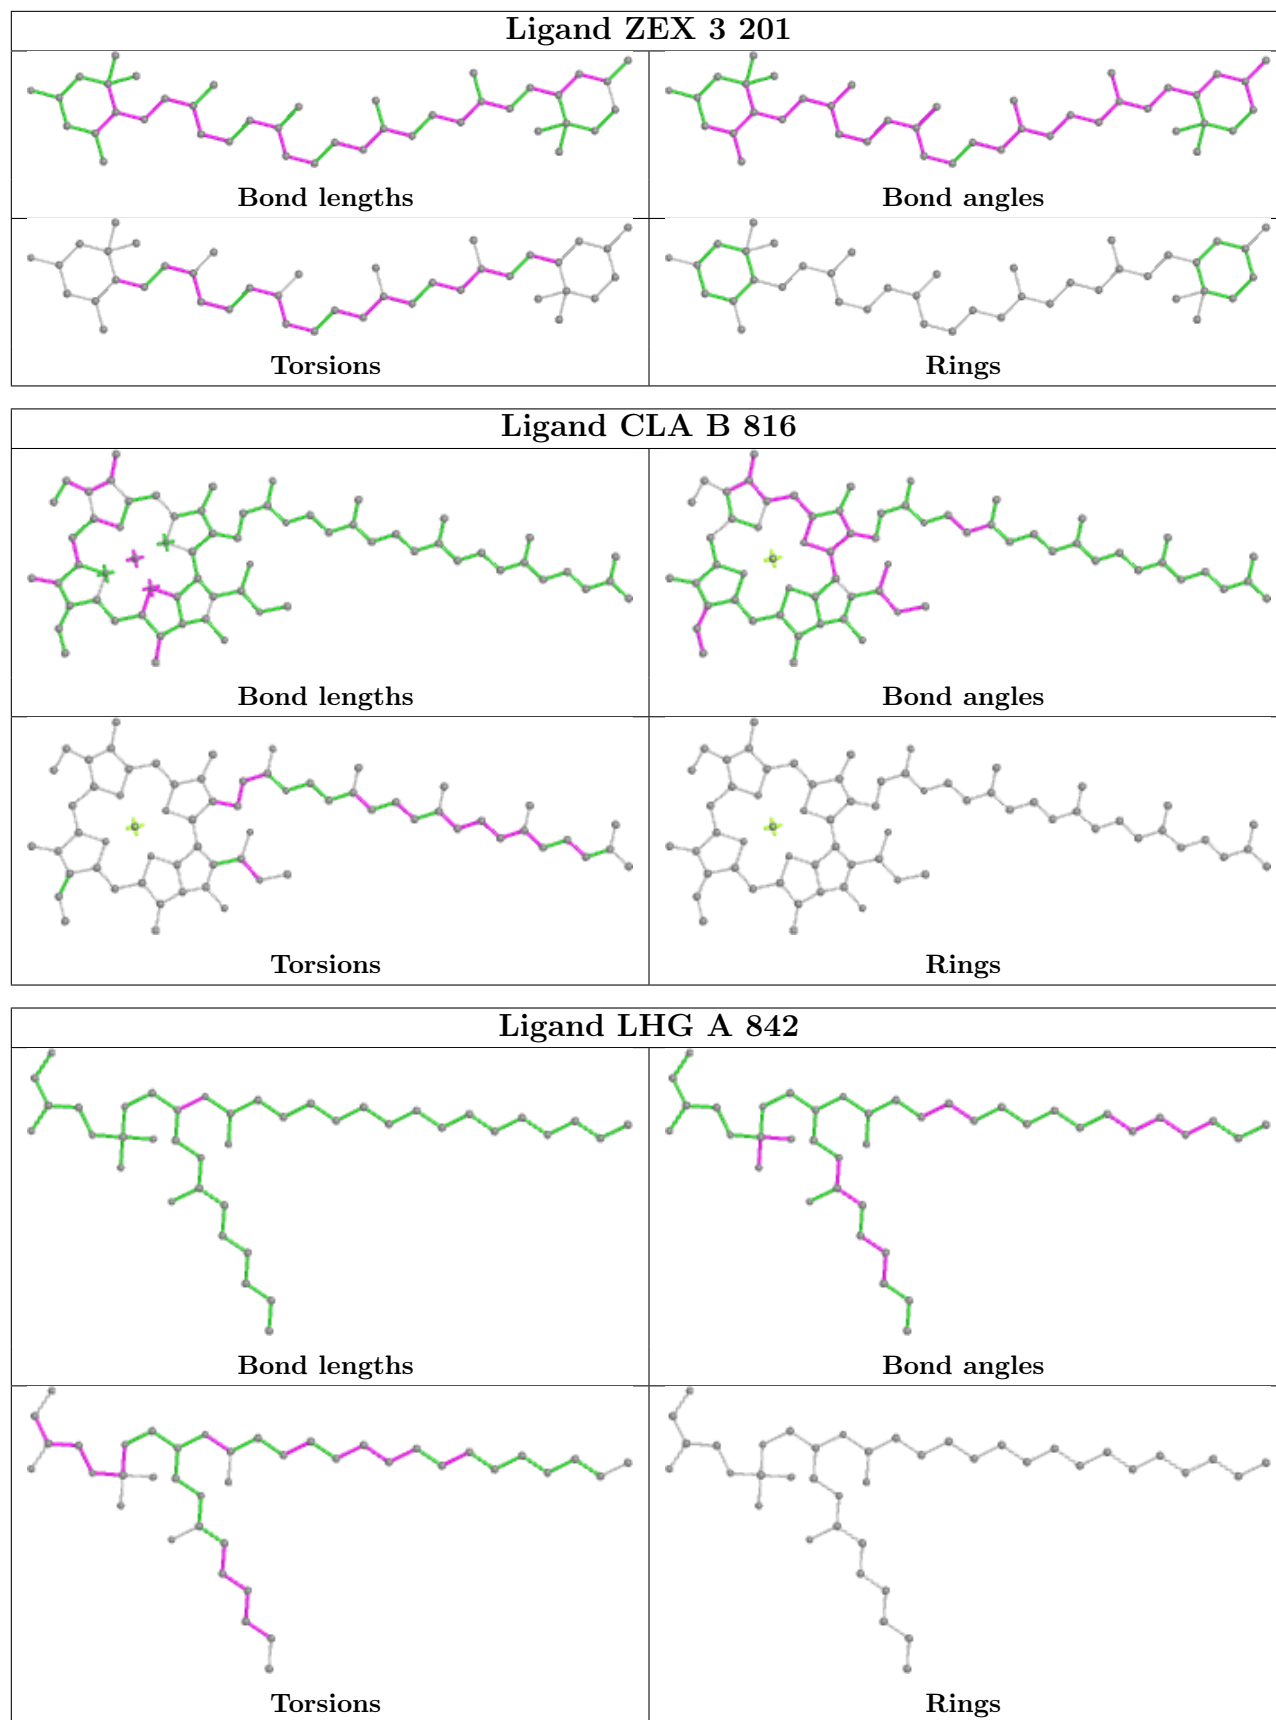 Ligand ZEX 3 201
Bond lengths
Bond angles
Torsions
Rings
Ligand CLA B 816
Bond lengths
Bond angles
Torsions
Rings
Ligand LHG A 842
Bond lengths
Bond angles
Torsions
Rings